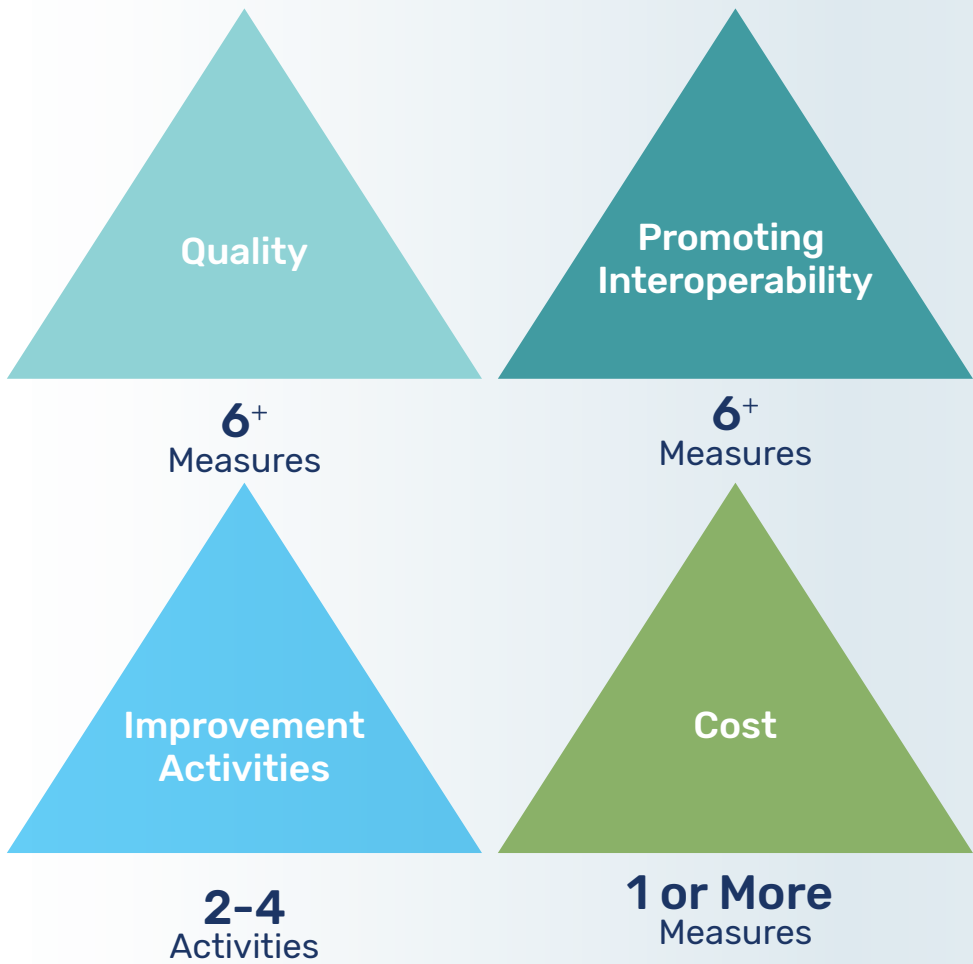 Quality
6+
Measures
Promoting
Interoperability
6+
Measures
Improvement
Activities
2-4
Activities
Cost
1 or More
Measures